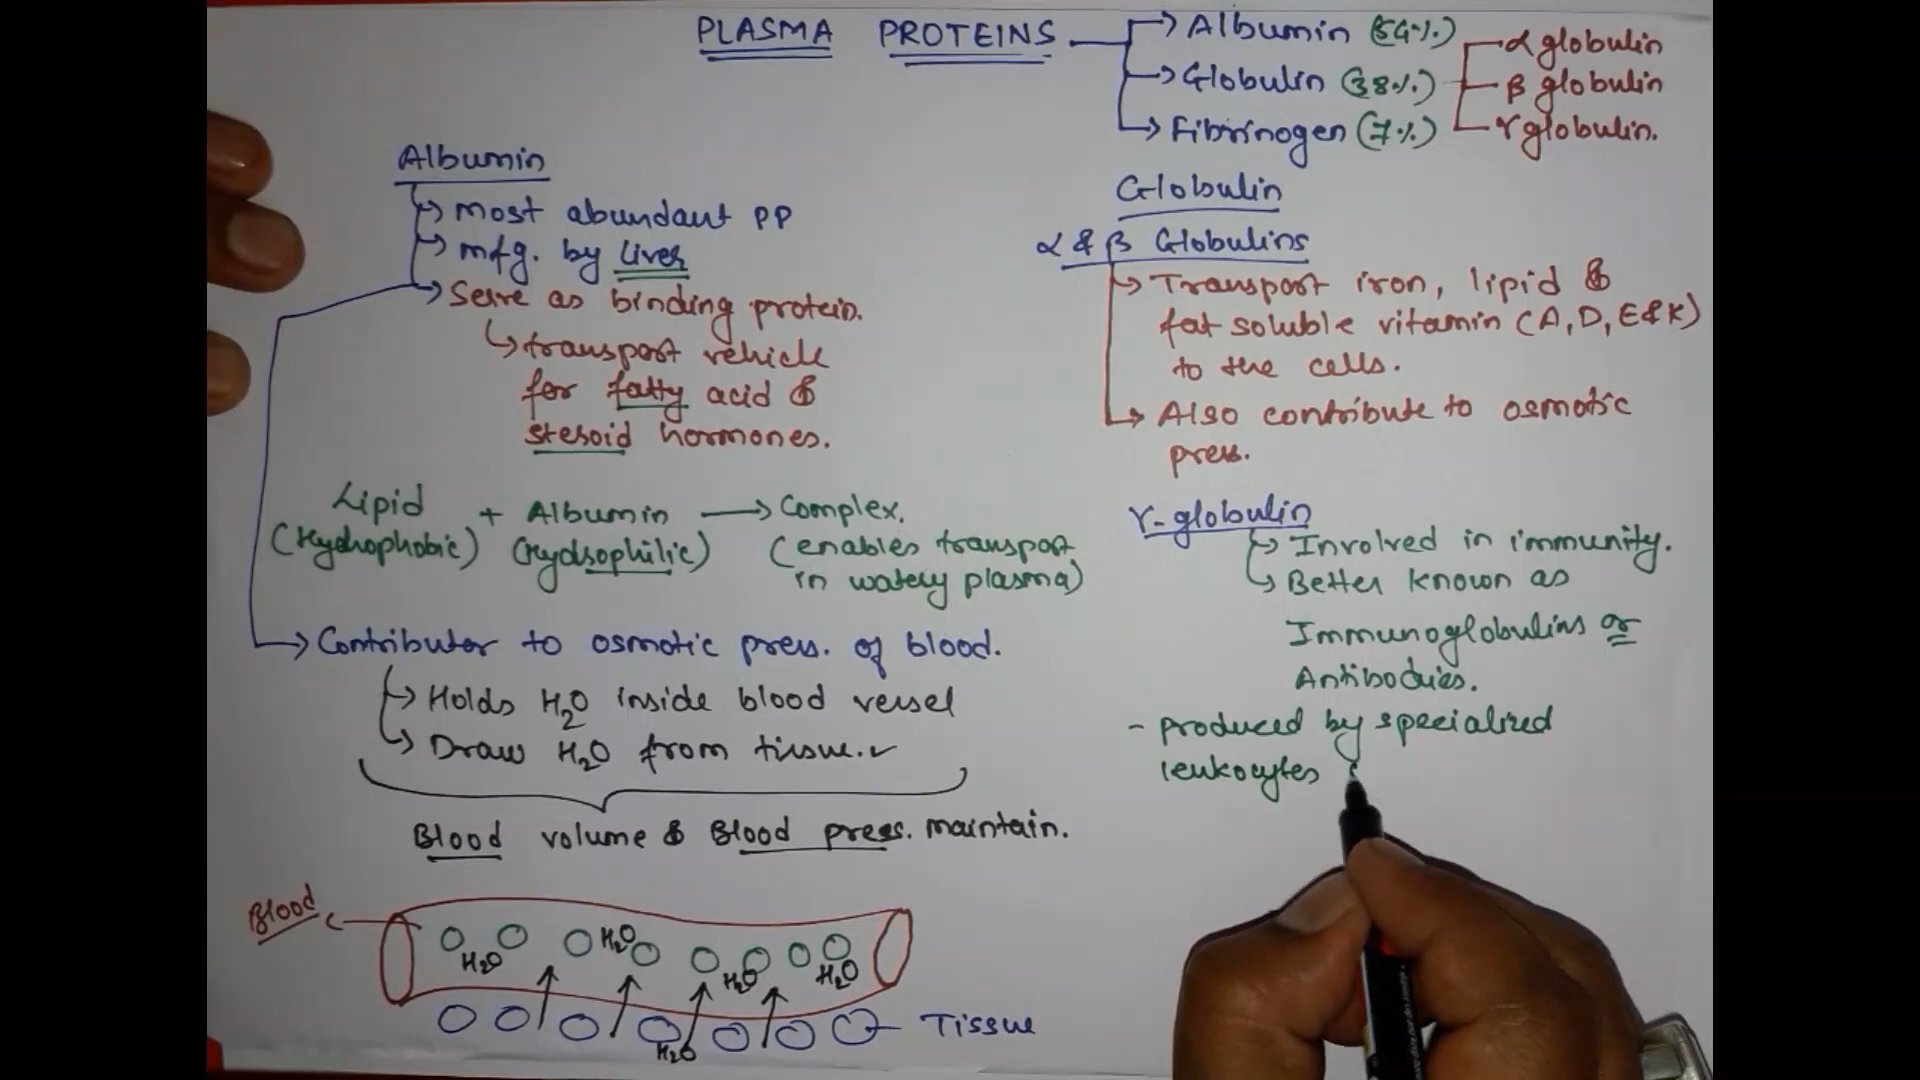 PLASMA PROTEINS
Albumin (54%)
Globulin (38%)
Fibrinogen (7%)
α globulin
β globulin
γ globulin.
Albumin
most abundant PP
mfg. by Liver
Serve as binding protein.
transport vehicle
for fatty acid &
steroid hormones.
Lipid + Albumin → Complex.
(Hydrophobic) (Hydrophilic) (enables transport
in watery plasma)
Contributor to osmotic press. of blood.
Holds H2O inside blood vessel
Draw H2O from tissue.
Blood volume & Blood press. maintain.
Blood
H2O H2O H2O H2O
H2O
Tissue
Globulin
α & β Globulins
Transport iron, lipid &
fat soluble vitamin (A, D, E & K)
to the cells.
Also contribute to osmotic
press.
γ-globulin
Involved in immunity.
Better known as
Immunoglobulins or
Antibodies.
- produced by specialized
leukocytes